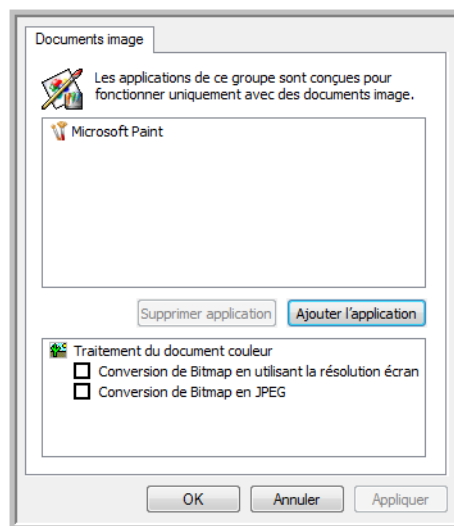 Documents image
Les applications de ce groupe sont conçues pour
fonctionner uniquement avec des documents image.
Microsoft Paint
Supprimer application
Ajouter l'application
Traitement du document couleur
Conversion de Bitmap en utilisant la résolution écran
Conversion de Bitmap en JPEG
OK
Annuler
Appliquer